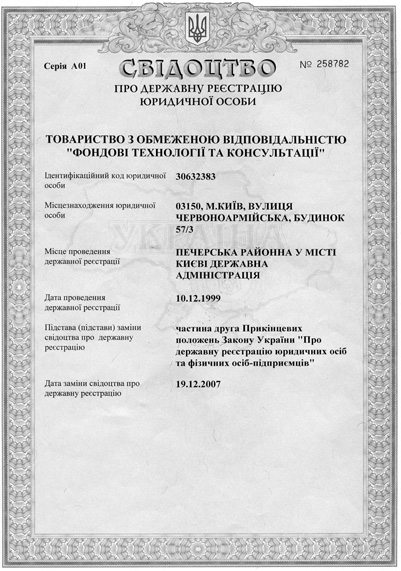 Серія А01
№ 258782
СВІДОЦТВО
ПРО ДЕРЖАВНУ РЕЄСТРАЦІЮ
ЮРИДИЧНОЇ ОСОБИ
ТОВАРИСТВО З ОБМЕЖЕНОЮ ВІДПОВІДАЛЬНІСТЮ
"ФОНДОВІ ТЕХНОЛОГІЇ ТА КОНСУЛЬТАЦІЇ"
Ідентифікаційний код юридичної
особи
30632383
Місцезнаходження юридичної
особи
03150, М.КИЇВ, ВУЛИЦЯ
ЧЕРВОНОАРМІЙСЬКА, БУДИНОК
57/3
УКРАЇНА
Місце проведення
державної реєстрації
ПЕЧЕРСЬКА РАЙОННА У МІСТІ
КИЄВІ ДЕРЖАВНА
АДМІНІСТРАЦІЯ
Дата проведення
державної реєстрації
10.12.1999
Підстава (підстави) заміни
свідоцтва про державну
реєстрацію
частина друга Прикінцевих
положень Закону України "Про
державну реєстрацію юридичних осіб
та фізичних осіб-підприємців"
Дата заміни свідоцтва про
державну реєстрацію
19.12.2007